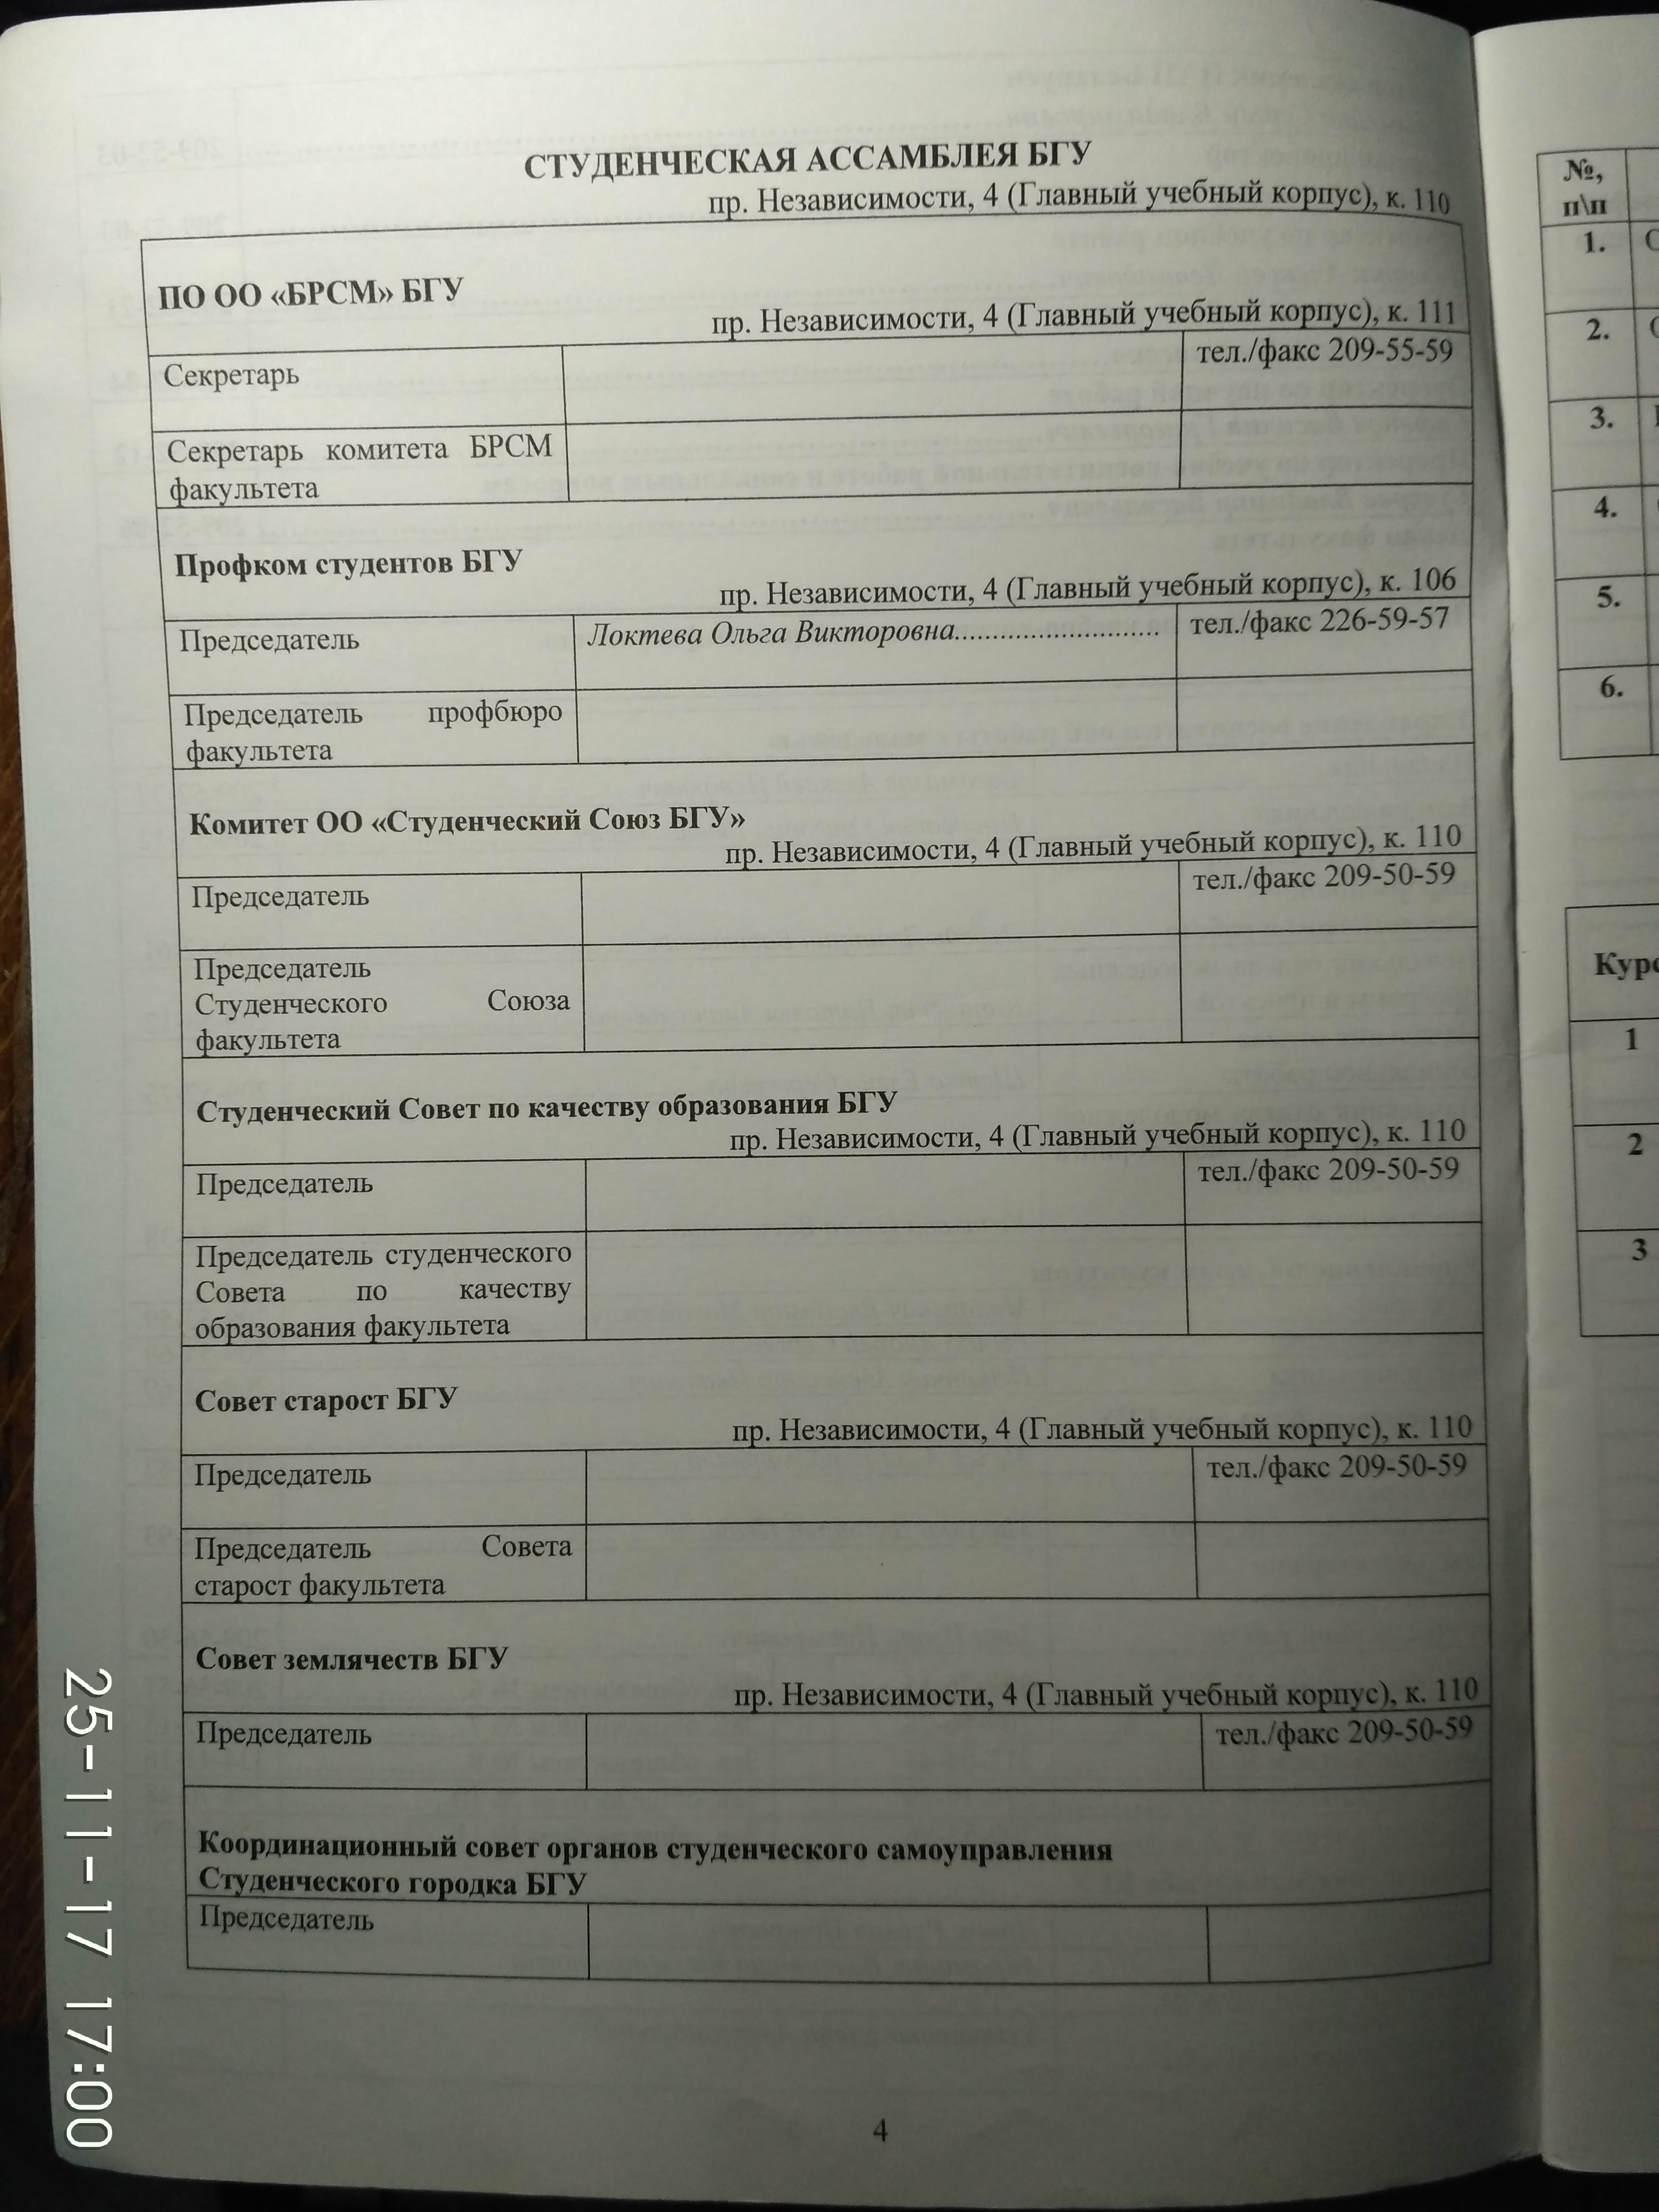 СТУДЕНЧЕСКАЯ АССАМБЛЕЯ БГУ
пр. Независимости, 4 (Главный учебный корпус), к. 110
ПО ОО «БРСМ» БГУ
пр. Независимости, 4 (Главный учебный корпус), к. 111
Секретарь
тел./факс 209-55-59
Секретарь комитета БРСМ
факультета
Профком студентов БГУ
пр. Независимости, 4 (Главный учебный корпус), к. 106
Председатель
Локтева Ольга Викторовна...........................
тел./факс 226-59-57
Председатель профбюро
факультета
Комитет ОО «Студенческий Союз БГУ»
пр. Независимости, 4 (Главный учебный корпус), к. 110
Председатель
тел./факс 209-50-59
Председатель
Студенческого Союза
факультета
Студенческий Совет по качеству образования БГУ
пр. Независимости, 4 (Главный учебный корпус), к. 110
Председатель
тел./факс 209-50-59
Председатель студенческого
Совета по качеству
образования факультета
Совет старост БГУ
пр. Независимости, 4 (Главный учебный корпус), к. 110
Председатель
тел./факс 209-50-59
Председатель Совета
старост факультета
Совет землячеств БГУ
пр. Независимости, 4 (Главный учебный корпус), к. 110
Председатель
тел./факс 209-50-59
Координационный совет органов студенческого самоуправления
Студенческого городка БГУ
Председатель
4
№,
п\п
1.
2.
3.
4.
5.
6.
1
2
3
25-11-17 17:00